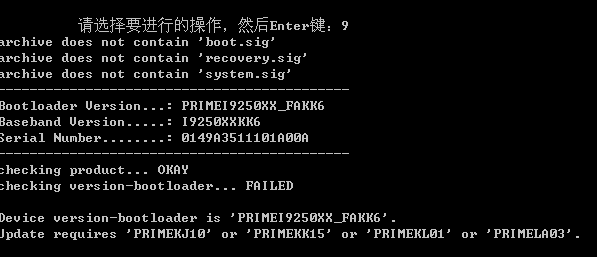 请选择要进行的操作，然后Enter键：9
archive does not contain 'boot.sig'
archive does not contain 'recovery.sig'
archive does not contain 'system.sig'
--------------------------------------------
Bootloader Version...: PRIMEI9250XX_FAKK6
Baseband Version.....: I9250XXKK6
Serial Number........: 0149A3511101A00A
--------------------------------------------
checking product... OKAY
checking version-bootloader... FAILED
Device version-bootloader is 'PRIMEI9250XX_FAKK6'.
Update requires 'PRIMEKJ10' or 'PRIMEKK15' or 'PRIMEKL01' or 'PRIMELA03'.